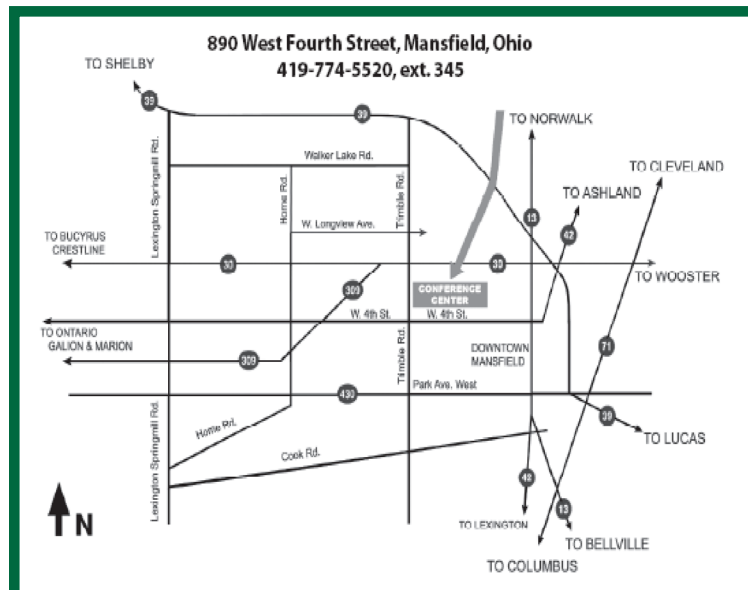 890 West Fourth Street, Mansfield, Ohio
419-774-5520, ext. 345
TO SHELBY
39
39
TO NORWALK
Walker Lake Rd.
TO CLEVELAND
TO ASHLAND
Lexington Springmill Rd.
Home Rd.
Trimble Rd.
13
42
W. Longview Ave.
TO BUCYRUS
CRESTLINE
30
30
TO WOOSTER
309
CONFERENCE
CENTER
W. 4th St.
W. 4th St.
TO ONTARIO
GALION & MARION
309
Trimble Rd.
DOWNTOWN
MANSFIELD
71
Park Ave. West
430
39
TO LUCAS
Lexington Springmill Rd.
Home Rd.
Cook Rd.
42
13
N
TO LEXINGTON
TO BELLVILLE
TO COLUMBUS